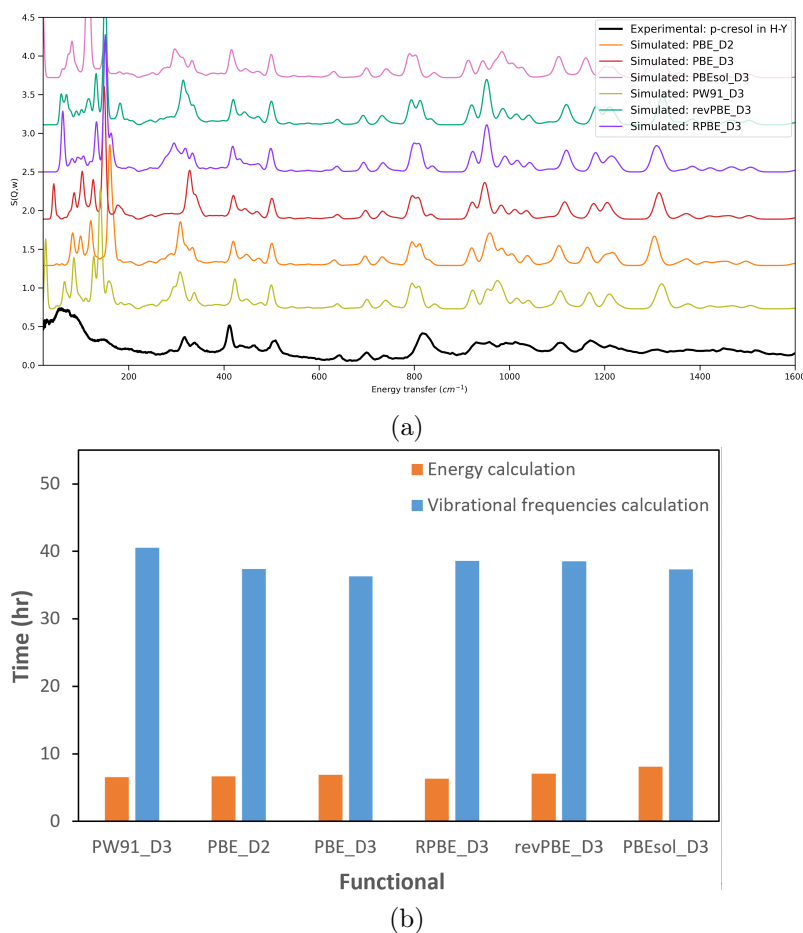 4.5
4.0
3.5
3.0
2.5
2.0
1.5
1.0
0.5
0.0
S(Q,w)
Experimental: p-cresol in H-Y
Simulated: PBE_D2
Simulated: PBE_D3
Simulated: PBEsol_D3
Simulated: PW91_D3
Simulated: revPBE_D3
Simulated: RPBE_D3
200 400 600 800 1000 1200 1400 1600
Energy transfer (cm⁻¹)
(a)
Energy calculation
Vibrational frequencies calculation
50
40
30
20
10
0
Time (hr)
PW91_D3 PBE_D2 PBE_D3 RPBE_D3 revPBE_D3 PBEsol_D3
Functional
(b)